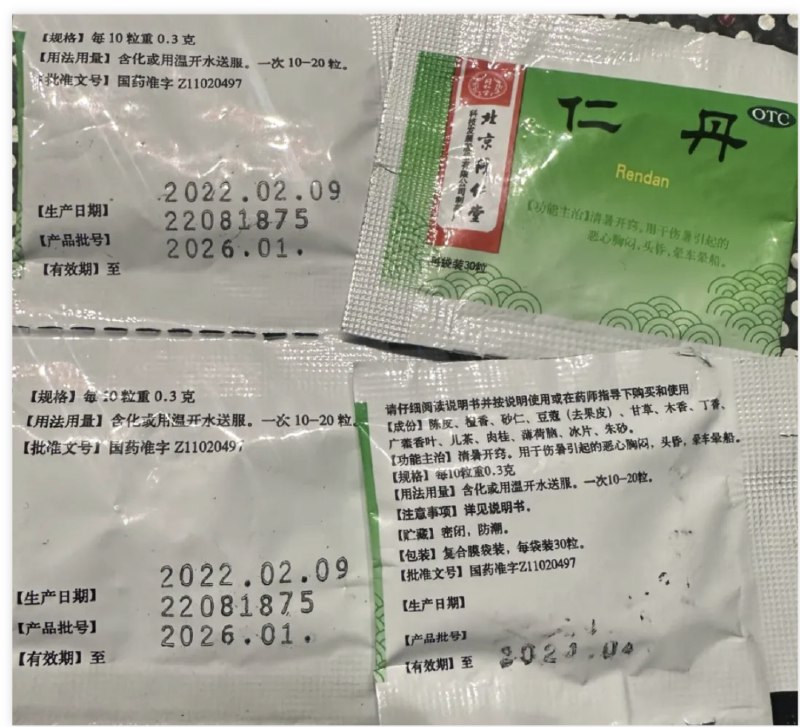 【规格】每10粒重0.3克
【用法用量】含化或用温开水送服。一次10-20粒。
批准文号】国药准字Z11020497
2022.02.09
【生产日期】
22081875
【产品批号】
2026.01.
【有效期】至
OTC
仁丹
Rendan
北京同仁堂
科技发展股份有限公司制药厂
【功能主治】清暑开窍。用于伤暑引起的
恶心胸闷,头昏,晕车晕船。
每袋装30粒
【规格】每10粒重0.3克
【用法用量】含化或用温开水送服。一次10-20粒
【批准文号】国药准字Z11020497
2022.02.09
【生产日期】
22081875
【产品批号】
2026.01.
【有效期】至
请仔细阅读说明书并按说明使用或在药师指导下购买和使用
【成份】陈皮、檀香、砂仁、豆蔻(去果皮)、甘草、木香、丁香、
广藿香叶、儿茶、肉桂、薄荷脑、冰片、朱砂。
【功能主治】清暑开窍。用于伤暑引起的恶心胸闷,头昏,晕车晕船。
【规格】每10粒重0.3克
【用法用量】含化或用温开水送服。一次10-20粒。
【注意事项】详见说明书。
【贮藏】密闭,防潮。
【包装】复合膜袋装,每袋装30粒。
【批准文号】国药准字Z11020497
【生产日期】
【产品批号】
【有效期】至